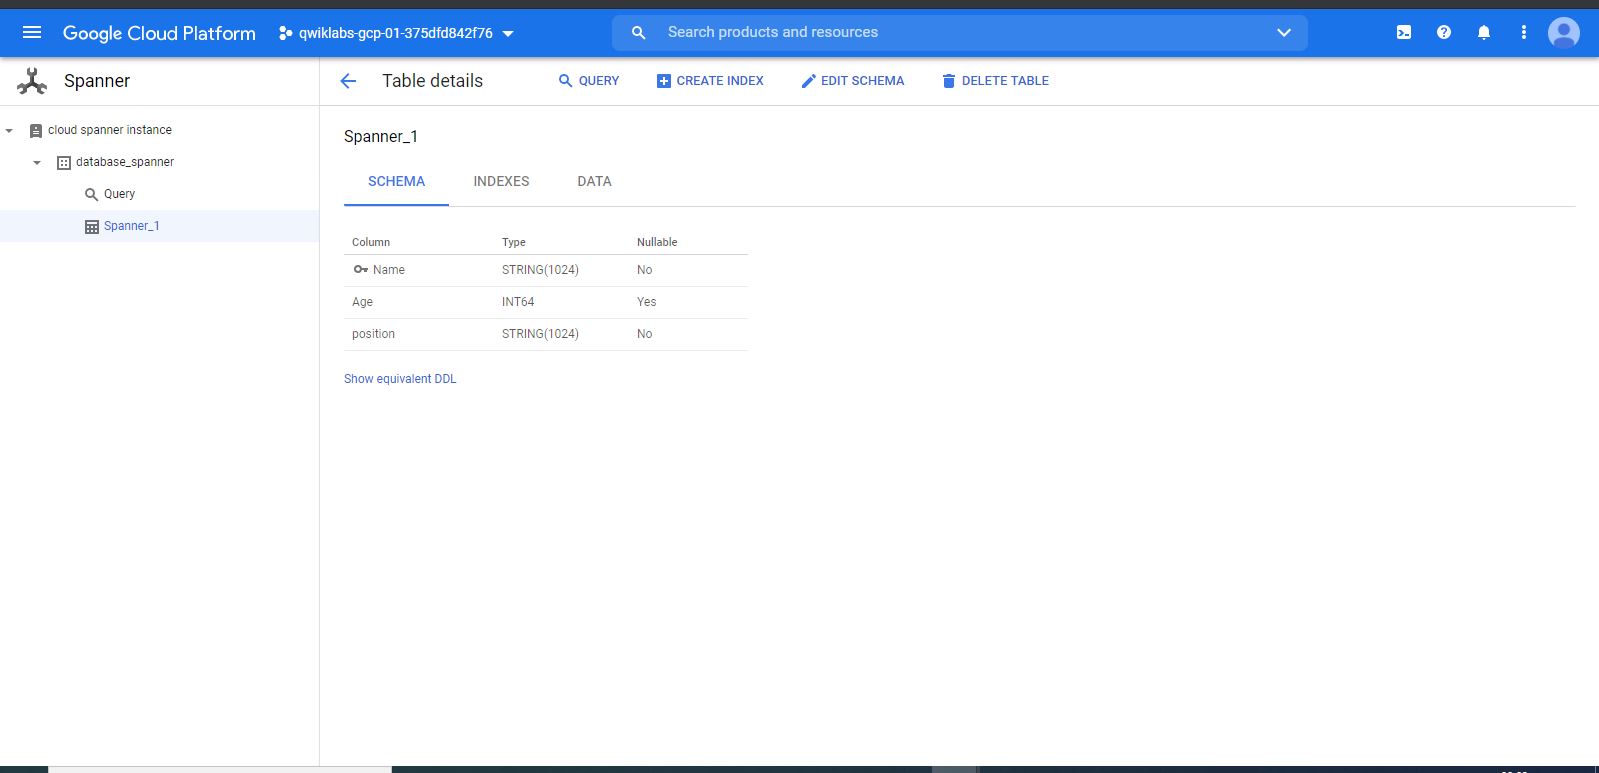 Google Cloud Platform qwiklabs-gcp-01-375dfd842f76 Search products and resources
Spanner
cloud spanner instance
database_spanner
Query
Spanner_1
Table details QUERY CREATE INDEX EDIT SCHEMA DELETE TABLE
Spanner_1
SCHEMA INDEXES DATA
Column Type Nullable
Name STRING(1024) No
Age INT64 Yes
position STRING(1024) No
Show equivalent DDL